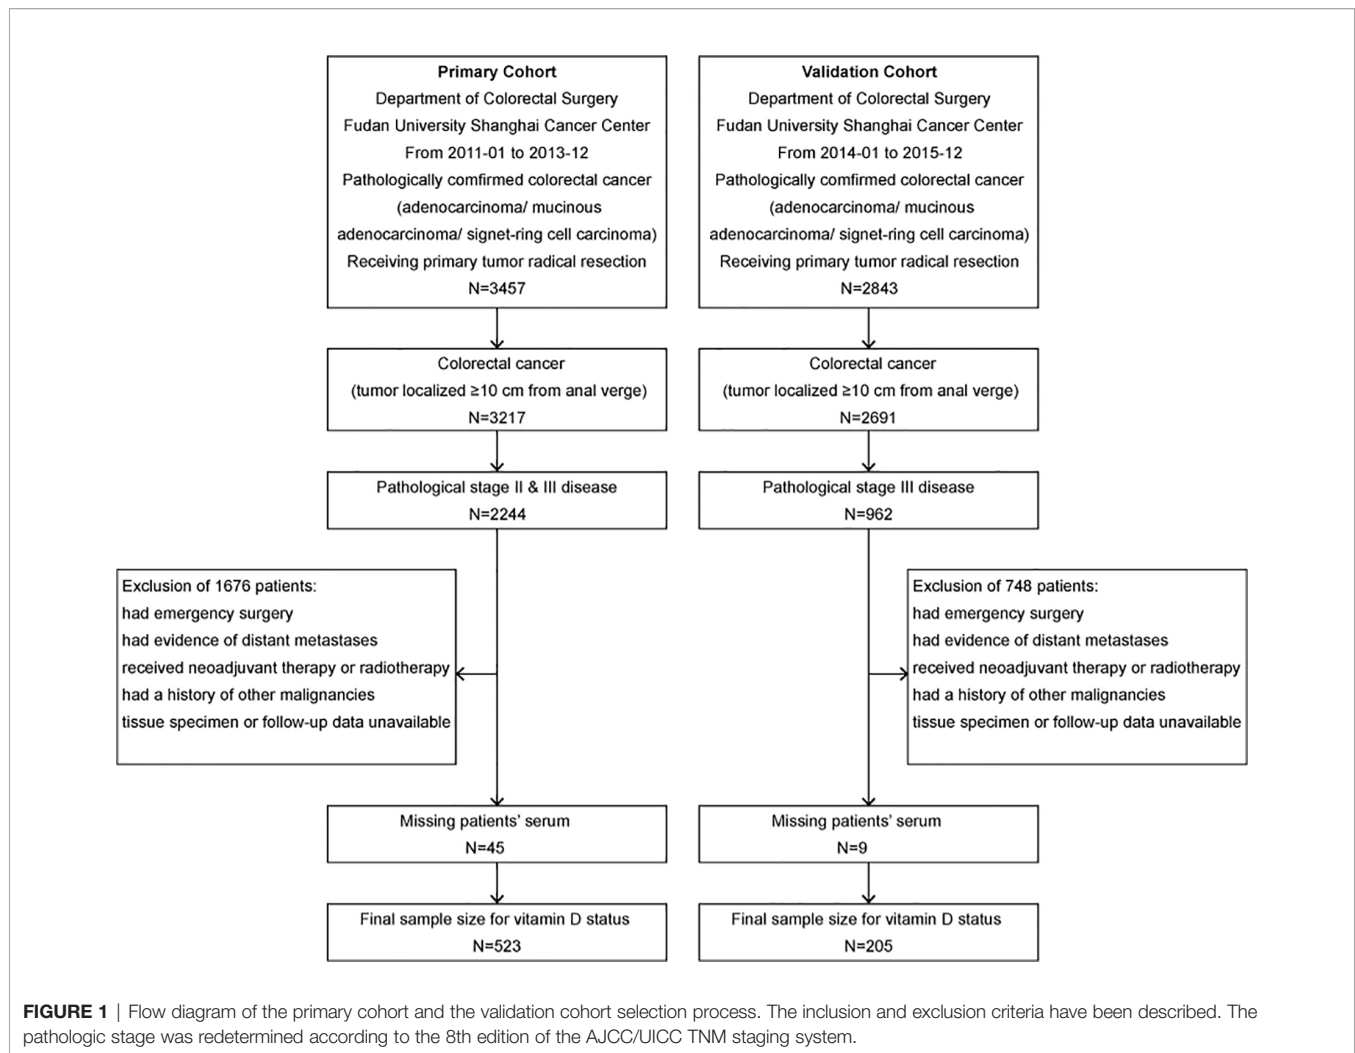 Primary Cohort
Department of Colorectal Surgery
Fudan University Shanghai Cancer Center
From 2011-01 to 2013-12
Pathologically comfirmed colorectal cancer
(adenocarcinoma/ mucinous
adenocarcinoma/ signet-ring cell carcinoma)
Receiving primary tumor radical resection
N=3457
Colorectal cancer
(tumor localized ≥10 cm from anal verge)
N=3217
Pathological stage II & III disease
N=2244
Exclusion of 1676 patients:
had emergency surgery
had evidence of distant metastases
received neoadjuvant therapy or radiotherapy
had a history of other malignancies
tissue specimen or follow-up data unavailable
Missing patients' serum
N=45
Final sample size for vitamin D status
N=523
Validation Cohort
Department of Colorectal Surgery
Fudan University Shanghai Cancer Center
From 2014-01 to 2015-12
Pathologically comfirmed colorectal cancer
(adenocarcinoma/ mucinous
adenocarcinoma/ signet-ring cell carcinoma)
Receiving primary tumor radical resection
N=2843
Colorectal cancer
(tumor localized ≥10 cm from anal verge)
N=2691
Pathological stage III disease
N=962
Exclusion of 748 patients:
had emergency surgery
had evidence of distant metastases
received neoadjuvant therapy or radiotherapy
had a history of other malignancies
tissue specimen or follow-up data unavailable
Missing patients' serum
N=9
Final sample size for vitamin D status
N=205
FIGURE 1 | Flow diagram of the primary cohort and the validation cohort selection process. The inclusion and exclusion criteria have been described. The
pathologic stage was redetermined according to the 8th edition of the AJCC/UICC TNM staging system.